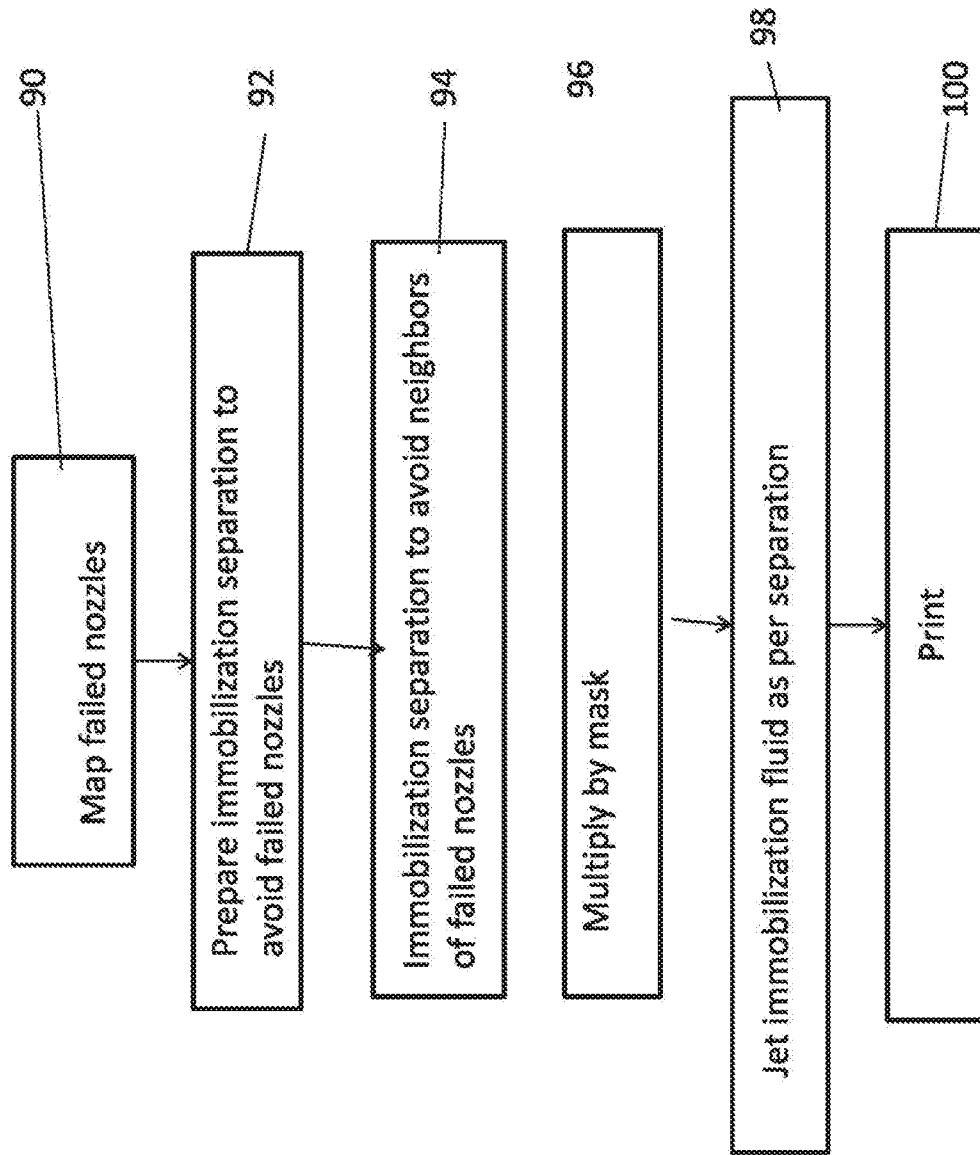 Map failed nozzles
90
Prepare immobilization separation to
avoid failed nozzles
92
Immobilization separation to avoid neighbors
of failed nozzles
94
Multiply by mask
96
Jet immobilization fluid as per separation
98
Print
100